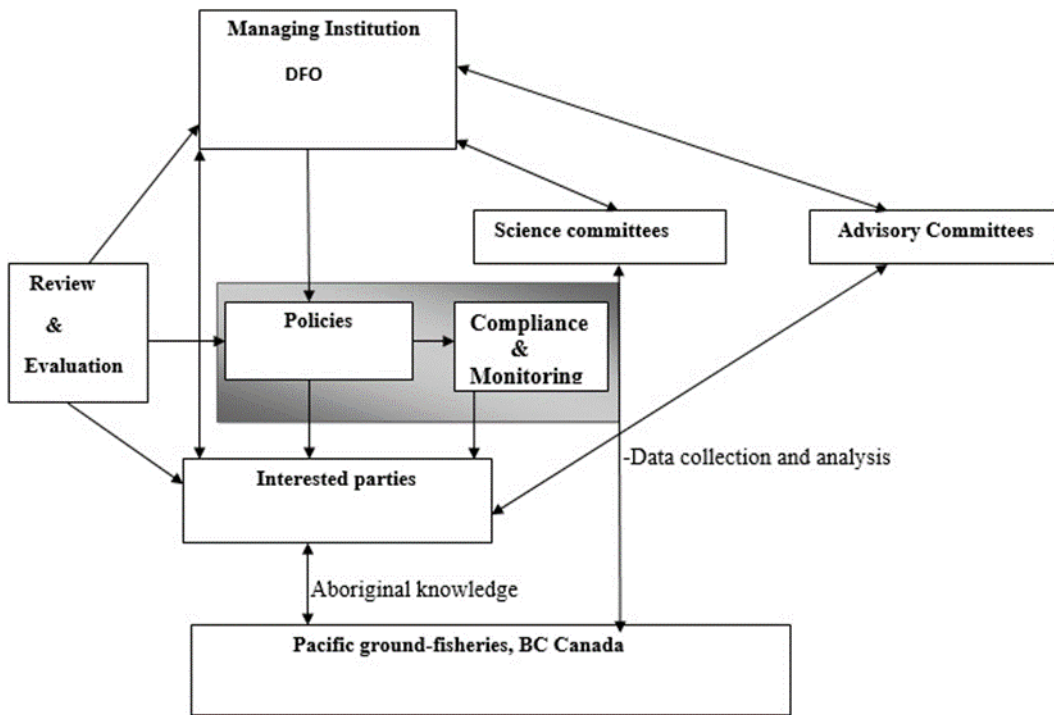 Managing Institution
DFO
Science committees
Advisory Committees
Review
&
Evaluation
Policies
Compliance
&
Monitoring
-Data collection and analysis
Interested parties
Aboriginal knowledge
Pacific ground-fisheries, BC Canada